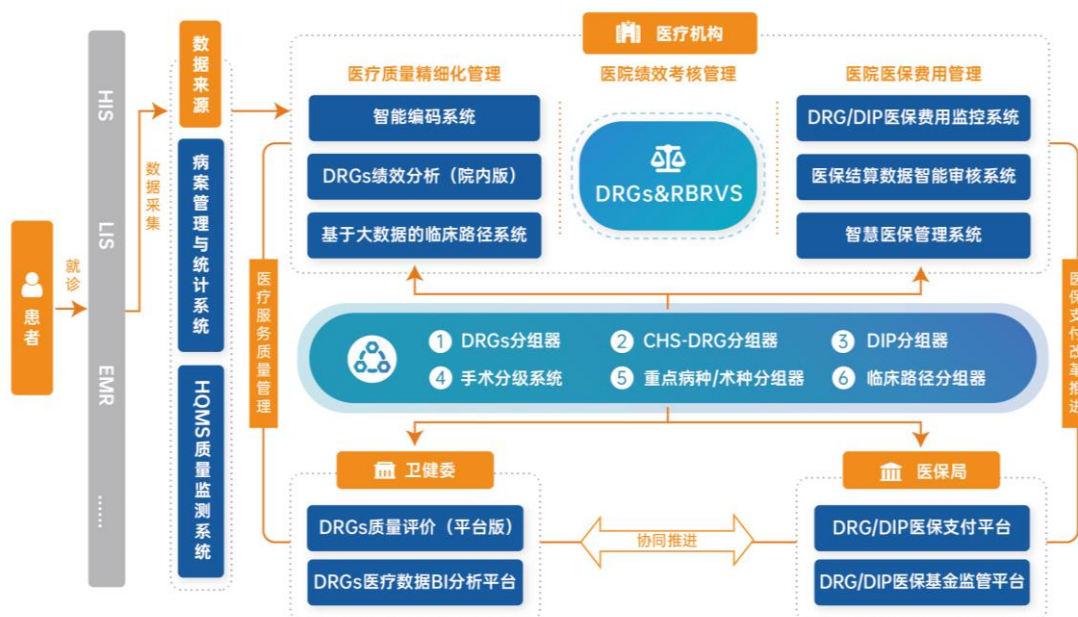 患者
就诊
HIS
LIS
EMR
……
数据采集
数据来源
病案管理与统计系统
HQMS质量监测系统
医疗机构
医疗质量精细化管理
智能编码系统
DRGs绩效分析（院内版）
基于大数据的临床路径系统
医院绩效考核管理
DRGs&RBRVS
医院医保费用管理
DRG/DIP医保费用监控系统
医保结算数据智能审核系统
智慧医保管理系统
医疗服务质量管理
医保支付改革推进
1 DRGs分组器
2 CHS-DRG分组器
3 DIP分组器
4 手术分级系统
5 重点病种/术种分组器
6 临床路径分组器
卫健委
DRGs质量评价（平台版）
DRGs医疗数据BI分析平台
协同推进
医保局
DRG/DIP医保支付平台
DRG/DIP医保基金监管平台